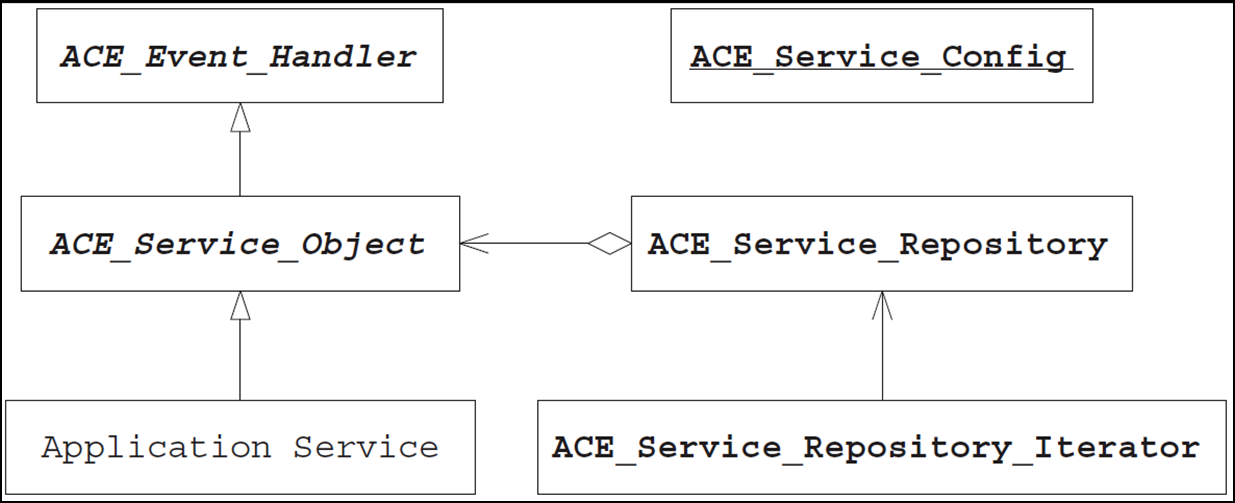 ACE_Event_Handler
ACE_Service_Config
ACE_Service_Object
ACE_Service_Repository
Application Service
ACE_Service_Repository_Iterator